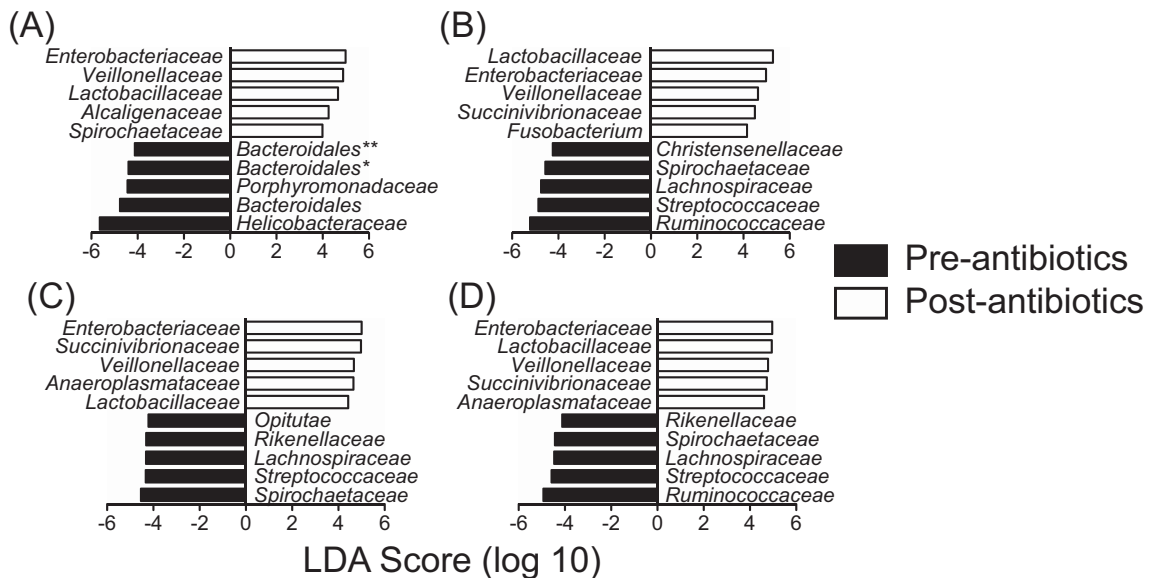 (A)
Enterobacteriaceae
Veillonellaceae
Lactobacillaceae
Alcaligenaceae
Spirochaetaceae
Bacteroidales**
Bacteroidales*
Porphyromonadaceae
Bacteroidales
Helicobacteraceae
-6 -4 -2 0 2 4 6
(B)
Lactobacillaceae
Enterobacteriaceae
Veillonellaceae
Succinivibrionaceae
Fusobacterium
Christensenellaceae
Spirochaetaceae
Lachnospiraceae
Streptococcaceae
Ruminococcaceae
-6 -4 -2 0 2 4 6
Pre-antibiotics
Post-antibiotics
(C)
Enterobacteriaceae
Succinivibrionaceae
Veillonellaceae
Anaeroplasmataceae
Lactobacillaceae
Opitutae
Rikenellaceae
Lachnospiraceae
Streptococcaceae
Spirochaetaceae
-6 -4 -2 0 2 4 6
(D)
Enterobacteriaceae
Lactobacillaceae
Veillonellaceae
Succinivibrionaceae
Anaeroplasmataceae
Rikenellaceae
Spirochaetaceae
Lachnospiraceae
Streptococcaceae
Ruminococcaceae
-6 -4 -2 0 2 4 6
LDA Score (log 10)